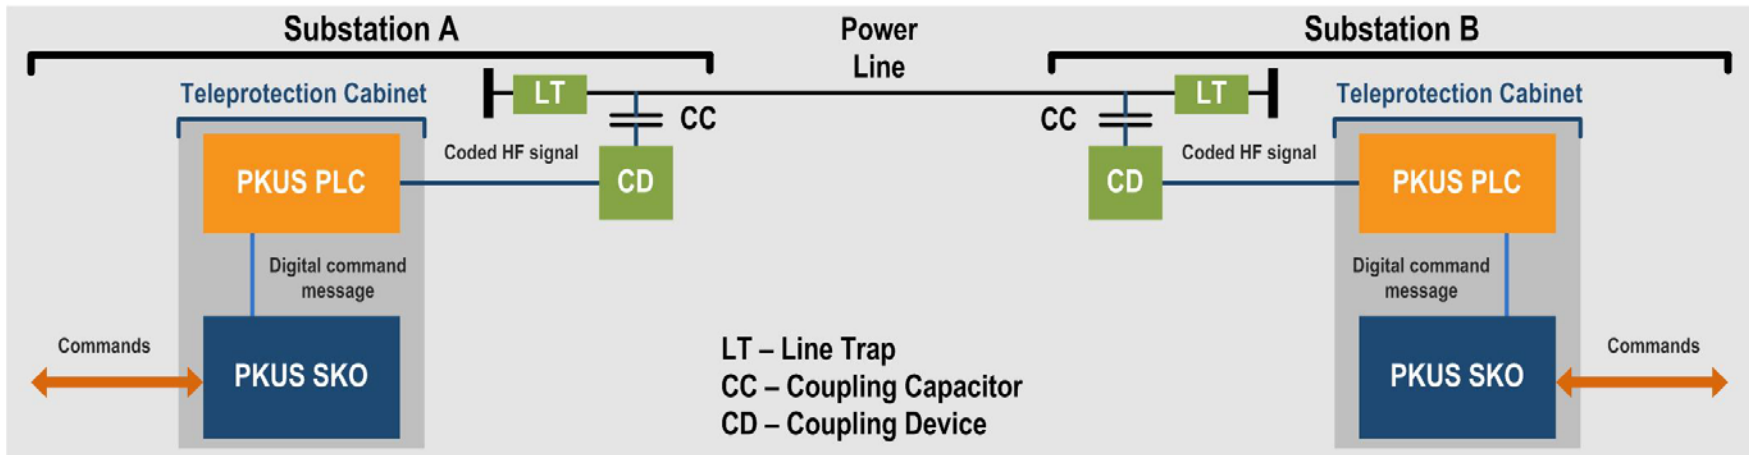 Substation A
Power
Line
Substation B
Teleprotection Cabinet
LT
CC
CC
LT
Teleprotection Cabinet
PKUS PLC
Coded HF signal
CD
CD
Coded HF signal
PKUS PLC
Digital command
message
Digital command
message
Commands
PKUS SKO
LT – Line Trap
CC – Coupling Capacitor
CD – Coupling Device
PKUS SKO
Commands